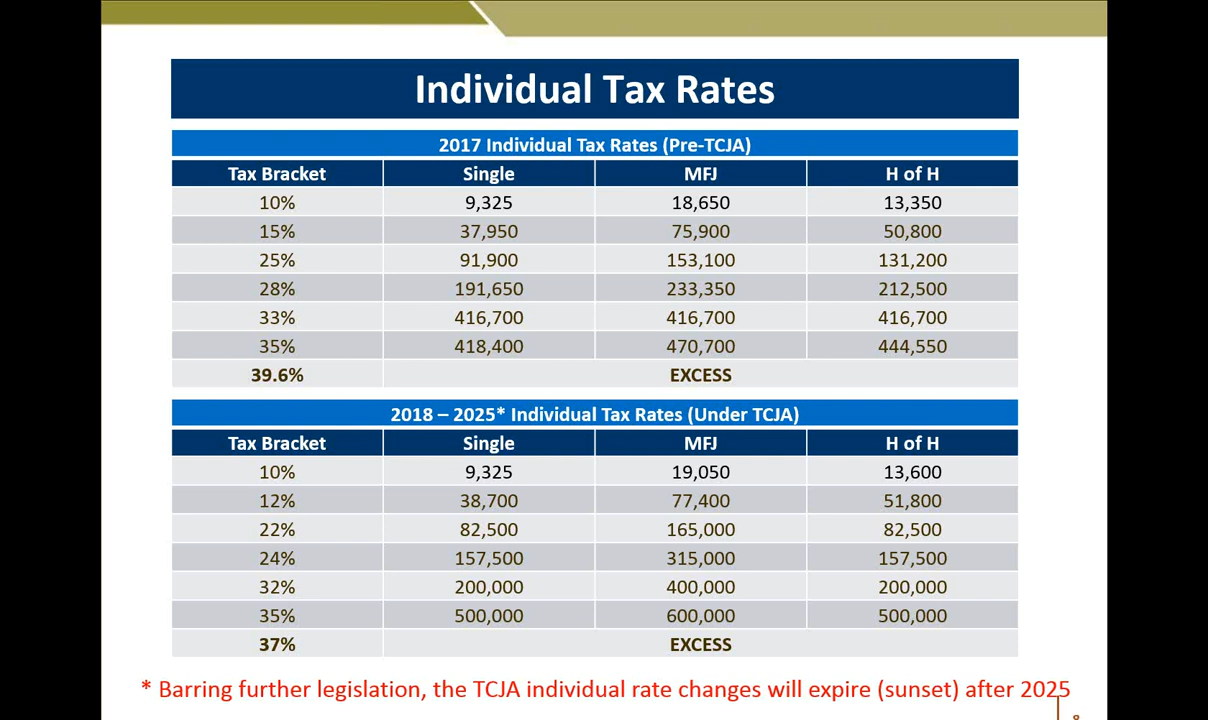 Individual Tax Rates
2017 Individual Tax Rates (Pre-TCJA)
Tax Bracket Single MFJ H of H
10% 9,325 18,650 13,350
15% 37,950 75,900 50,800
25% 91,900 153,100 131,200
28% 191,650 233,350 212,500
33% 416,700 416,700 416,700
35% 418,400 470,700 444,550
39.6% EXCESS
2018 – 2025* Individual Tax Rates (Under TCJA)
Tax Bracket Single MFJ H of H
10% 9,325 19,050 13,600
12% 38,700 77,400 51,800
22% 82,500 165,000 82,500
24% 157,500 315,000 157,500
32% 200,000 400,000 200,000
35% 500,000 600,000 500,000
37% EXCESS
* Barring further legislation, the TCJA individual rate changes will expire (sunset) after 2025